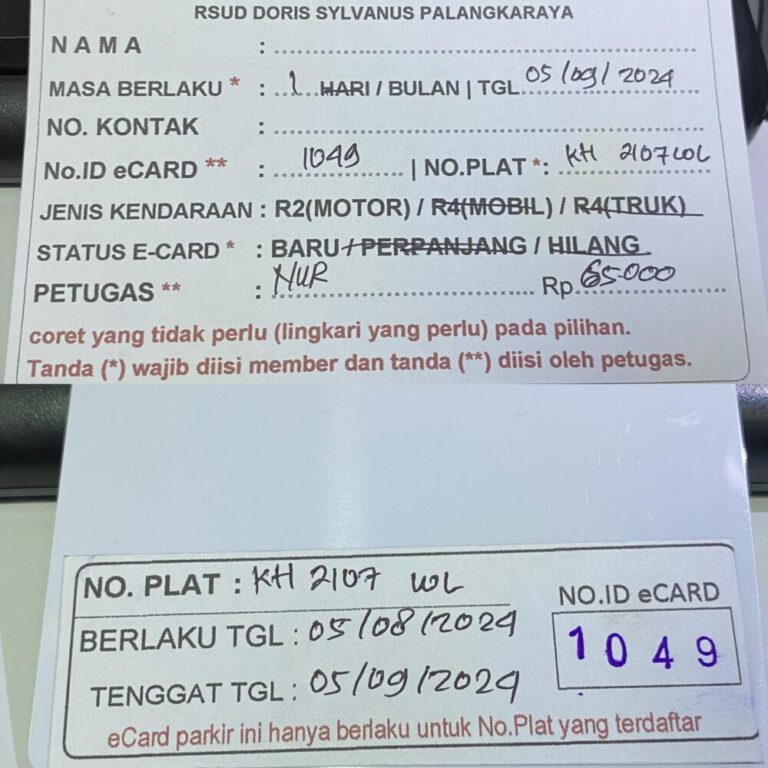 RSUD DORIS SYLVANUS PALANGKARAYA
NAMA : ........................................
MASA BERLAKU * : ...1...HARI / BULAN | TGL 05/09/2024
NO. KONTAK : ........................................
No.ID eCARD ** : 1049 | NO.PLAT *: KH 2107 WL
JENIS KENDARAAN : R2(MOTOR) / R4(MOBIL) / R4(TRUK)
STATUS E-CARD * : BARU / PERPANJANG / HILANG
PETUGAS ** : NUR Rp 65.000
coret yang tidak perlu (lingkari yang perlu) pada pilihan.
Tanda (*) wajib diisi member dan tanda (**) diisi oleh petugas.
NO. PLAT : KH 2107 WL
NO.ID eCARD
BERLAKU TGL : 05/08/2024
1049
TENGGAT TGL : 05/09/2024
eCard parkir ini hanya berlaku untuk No.Plat yang terdaftar